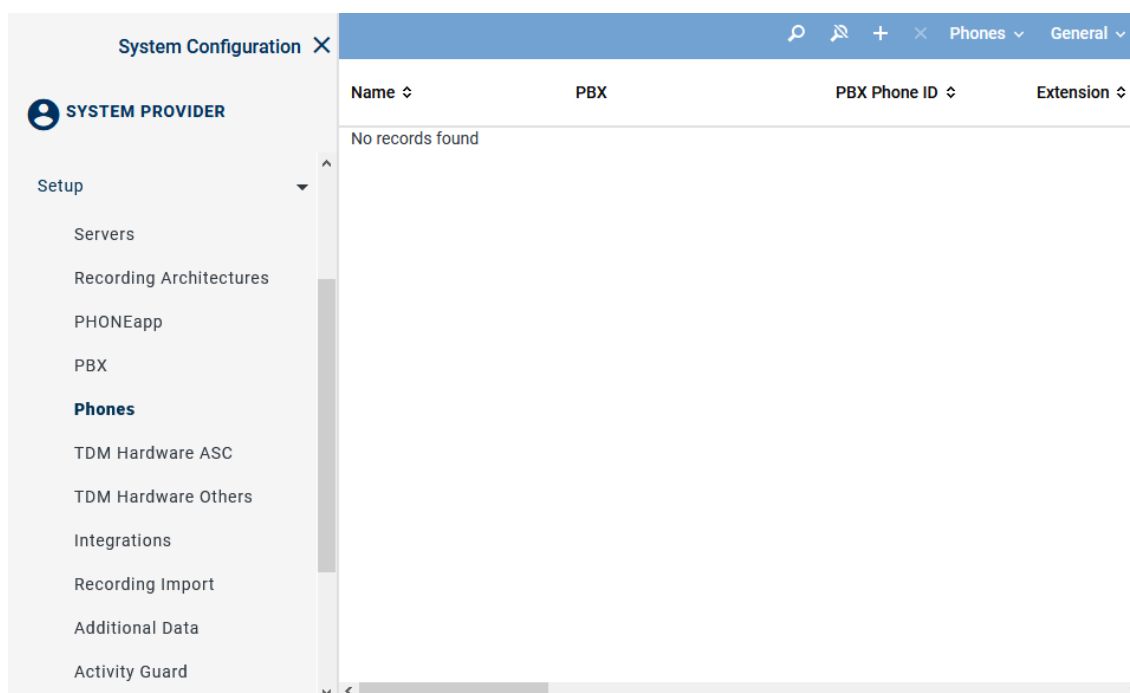 System Configuration
SYSTEM PROVIDER
Setup
Servers
Recording Architectures
PHONEapp
PBX
Phones
TDM Hardware ASC
TDM Hardware Others
Integrations
Recording Import
Additional Data
Activity Guard
Phones General
Name PBX PBX Phone ID Extension
No records found